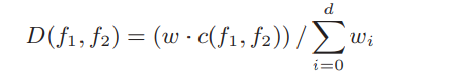 D(f₁, f₂) = (w · c(f₁, f₂)) / ∑_{i=0}^{d} w_i